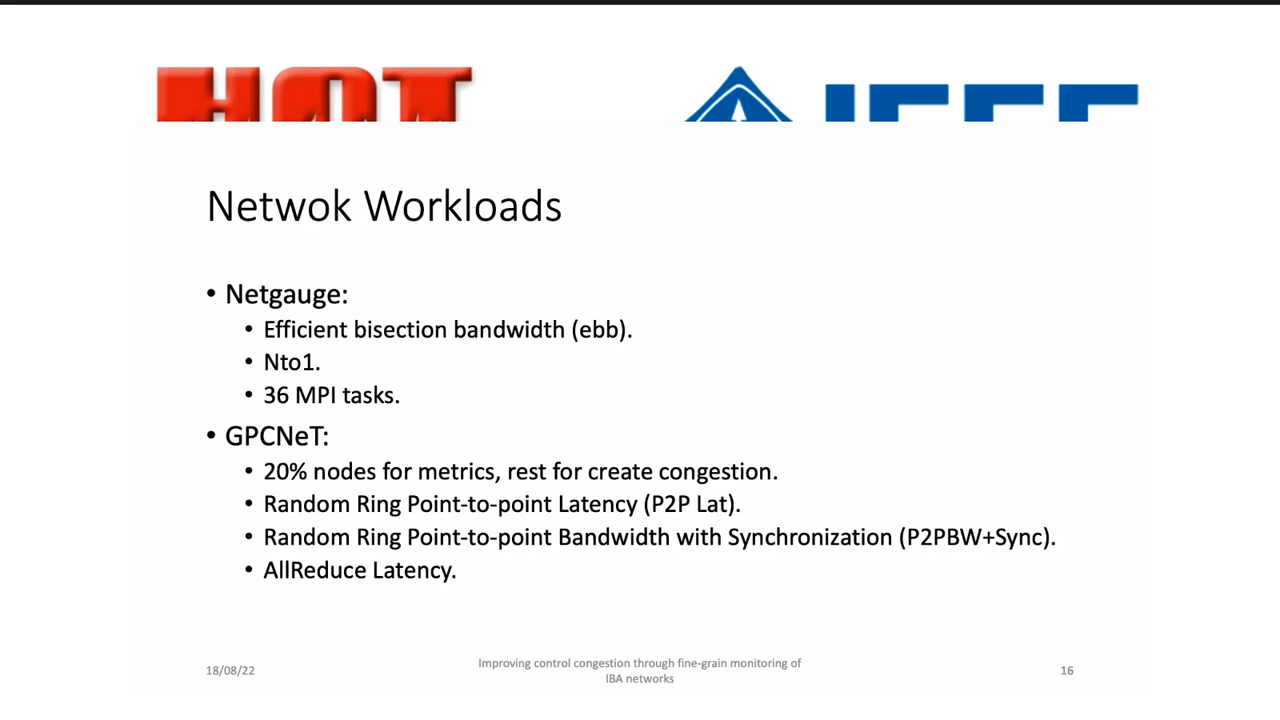 HOT
IEEE
Netwok Workloads
• Netgauge:
• Efficient bisection bandwidth (ebb).
• Nto1.
• 36 MPI tasks.
• GPCNeT:
• 20% nodes for metrics, rest for create congestion.
• Random Ring Point-to-point Latency (P2P Lat).
• Random Ring Point-to-point Bandwidth with Synchronization (P2PBW+Sync).
• AllReduce Latency.
18/08/22
Improving control congestion through fine-grain monitoring of
IBA networks
16